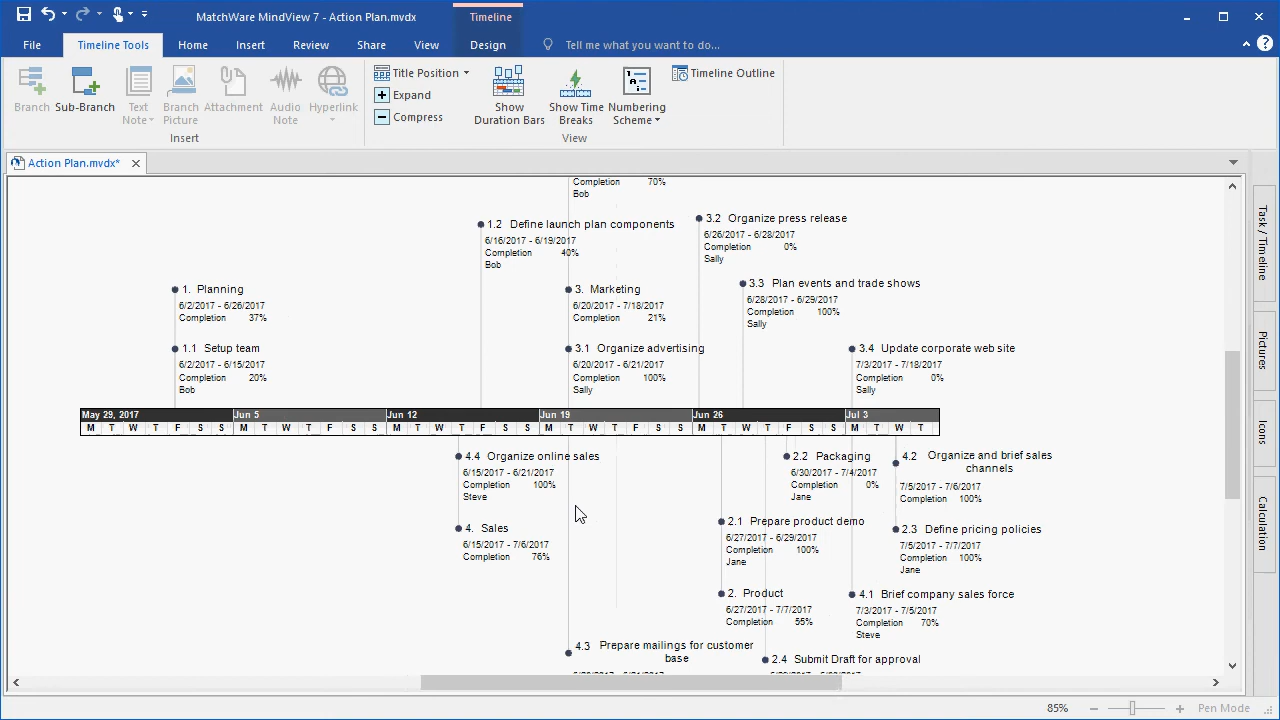 MatchWare MindView 7 - Action Plan.mvdx
Timeline
File
Timeline Tools
Home
Insert
Review
Share
View
Design
Tell me what you want to do...
Branch
Sub-Branch
Text Note
Branch Picture
Attachment
Audio Note
Hyperlink
Insert
Title Position
Expand
Compress
Show Duration Bars
Show Time Breaks
Numbering Scheme
Timeline Outline
View
Action Plan.mvdx*
Completion 70%
Bob
1.2 Define launch plan components
6/16/2017 - 6/19/2017
Completion 40%
Bob
3.2 Organize press release
6/26/2017 - 6/28/2017
Completion 0%
Sally
1. Planning
6/2/2017 - 6/26/2017
Completion 37%
3. Marketing
6/20/2017 - 7/18/2017
Completion 21%
3.3 Plan events and trade shows
6/28/2017 - 6/29/2017
Completion 100%
Sally
1.1 Setup team
6/2/2017 - 6/15/2017
Completion 20%
Bob
3.1 Organize advertising
6/20/2017 - 6/21/2017
Completion 100%
Sally
3.4 Update corporate web site
7/3/2017 - 7/18/2017
Completion 0%
Sally
May 29, 2017 Jun 5 Jun 12 Jun 19 Jun 26 Jul 3
M T W T F S S M T W T F S S M T W T F S S M T W T F S S M T W T F S S M T W T
4.4 Organize online sales
6/15/2017 - 6/21/2017
Completion 100%
Steve
2.2 Packaging
6/30/2017 - 7/4/2017
Completion 0%
Jane
4.2 Organize and brief sales
channels
7/5/2017 - 7/6/2017
Completion 100%
4. Sales
6/15/2017 - 7/6/2017
Completion 76%
2.1 Prepare product demo
6/27/2017 - 6/29/2017
Completion 100%
Jane
2.3 Define pricing policies
7/5/2017 - 7/7/2017
Completion 100%
Jane
2. Product
6/27/2017 - 7/7/2017
Completion 55%
4.1 Brief company sales force
7/3/2017 - 7/5/2017
Completion 70%
Steve
4.3 Prepare mailings for customer
base
2.4 Submit Draft for approval
Task / Timeline
Pictures
Icons
Calculation
85%
Pen Mode